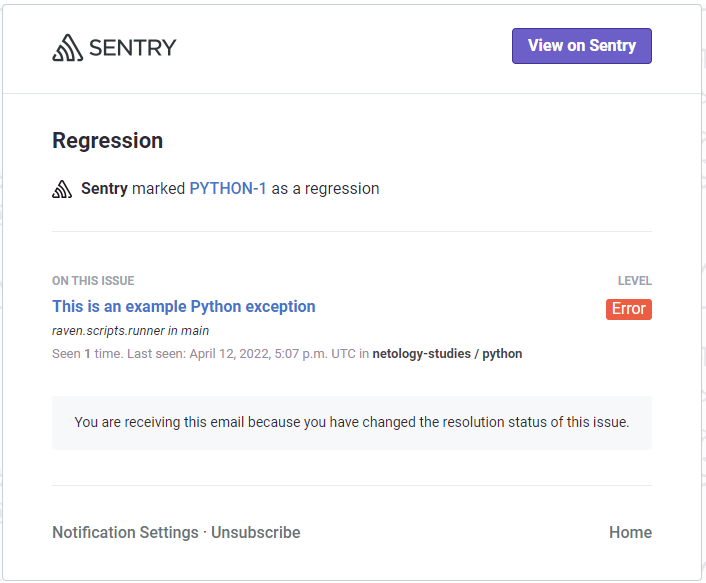 SENTRY
View on Sentry
Regression
Sentry marked PYTHON-1 as a regression
ON THIS ISSUE
LEVEL
This is an example Python exception
Error
raven.scripts.runner in main
Seen 1 time. Last seen: April 12, 2022, 5:07 p.m. UTC in netology-studies / python
You are receiving this email because you have changed the resolution status of this issue.
Notification Settings · Unsubscribe
Home